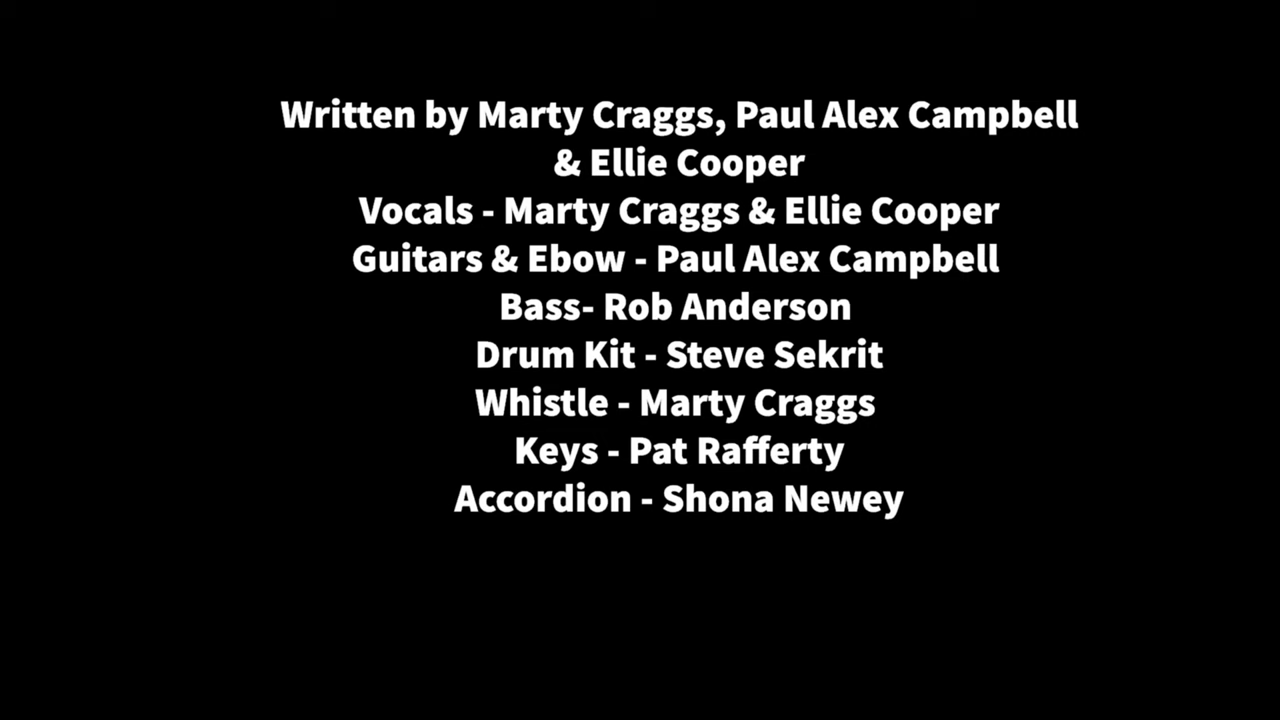 Written by Marty Craggs, Paul Alex Campbell
& Ellie Cooper
Vocals - Marty Craggs & Ellie Cooper
Guitars & Ebow - Paul Alex Campbell
Bass- Rob Anderson
Drum Kit - Steve Sekrit
Whistle - Marty Craggs
Keys - Pat Rafferty
Accordion - Shona Newey